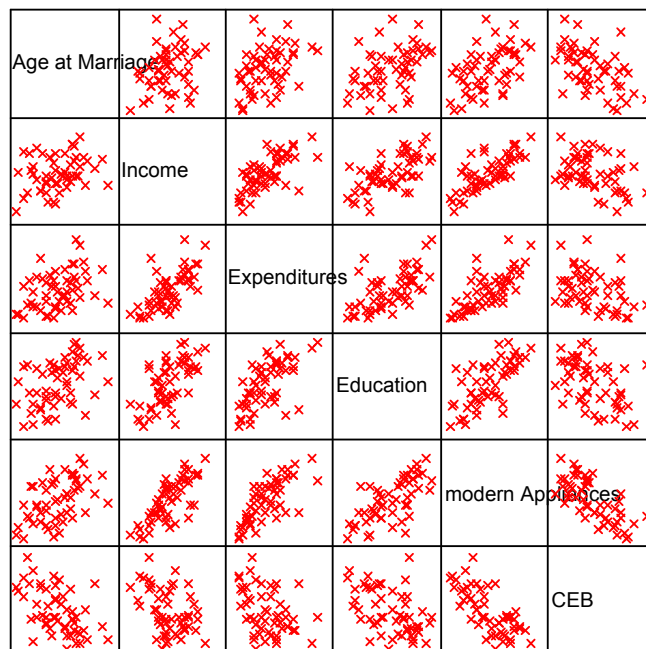 Age at Marriage
Income
Expenditures
Education
modern Appliances
CEB